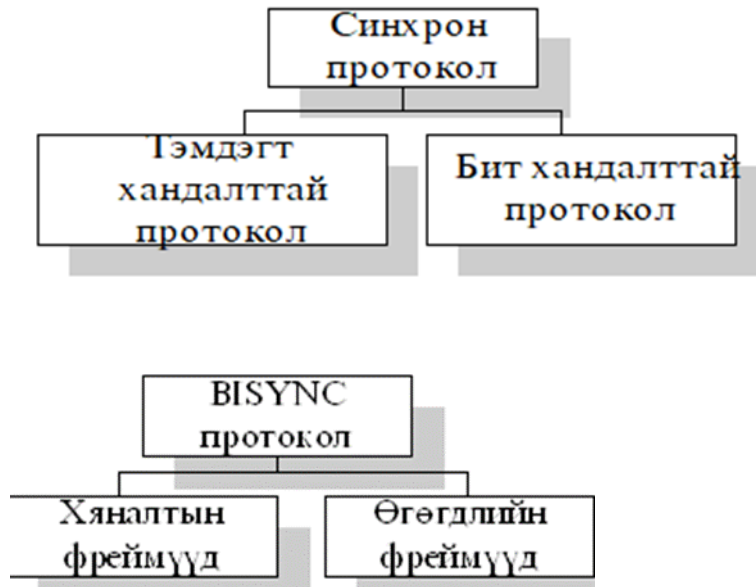 Синхрон
протокол
Тэмдэгт
хандалттай
протокол
Бит хандалттай
протокол
BISYNC
протокол
Хяналтын
фреймүүд
Өгөгдлийн
фреймүүд